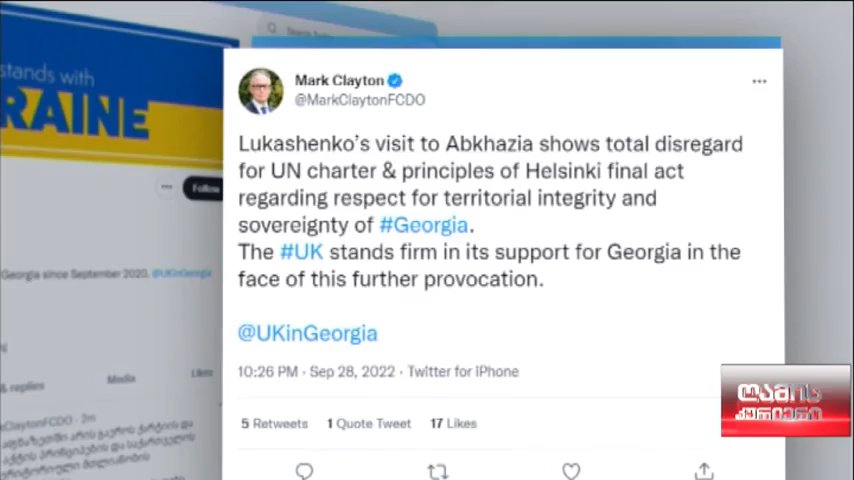 stands with
RAINE
Follow
Georgia since September 2020. @UKinGeorgia
& replies
Media
Likes
xClaytonFCDO · 2m
Mark Clayton
@MarkClaytonFCDO
Lukashenko's visit to Abkhazia shows total disregard
for UN charter & principles of Helsinki final act
regarding respect for territorial integrity and
sovereignty of #Georgia.
The #UK stands firm in its support for Georgia in the
face of this further provocation.
@UKinGeorgia
10:26 PM · Sep 28, 2022 · Twitter for iPhone
5 Retweets 1 Quote Tweet 17 Likes
ღამის
კურიერი